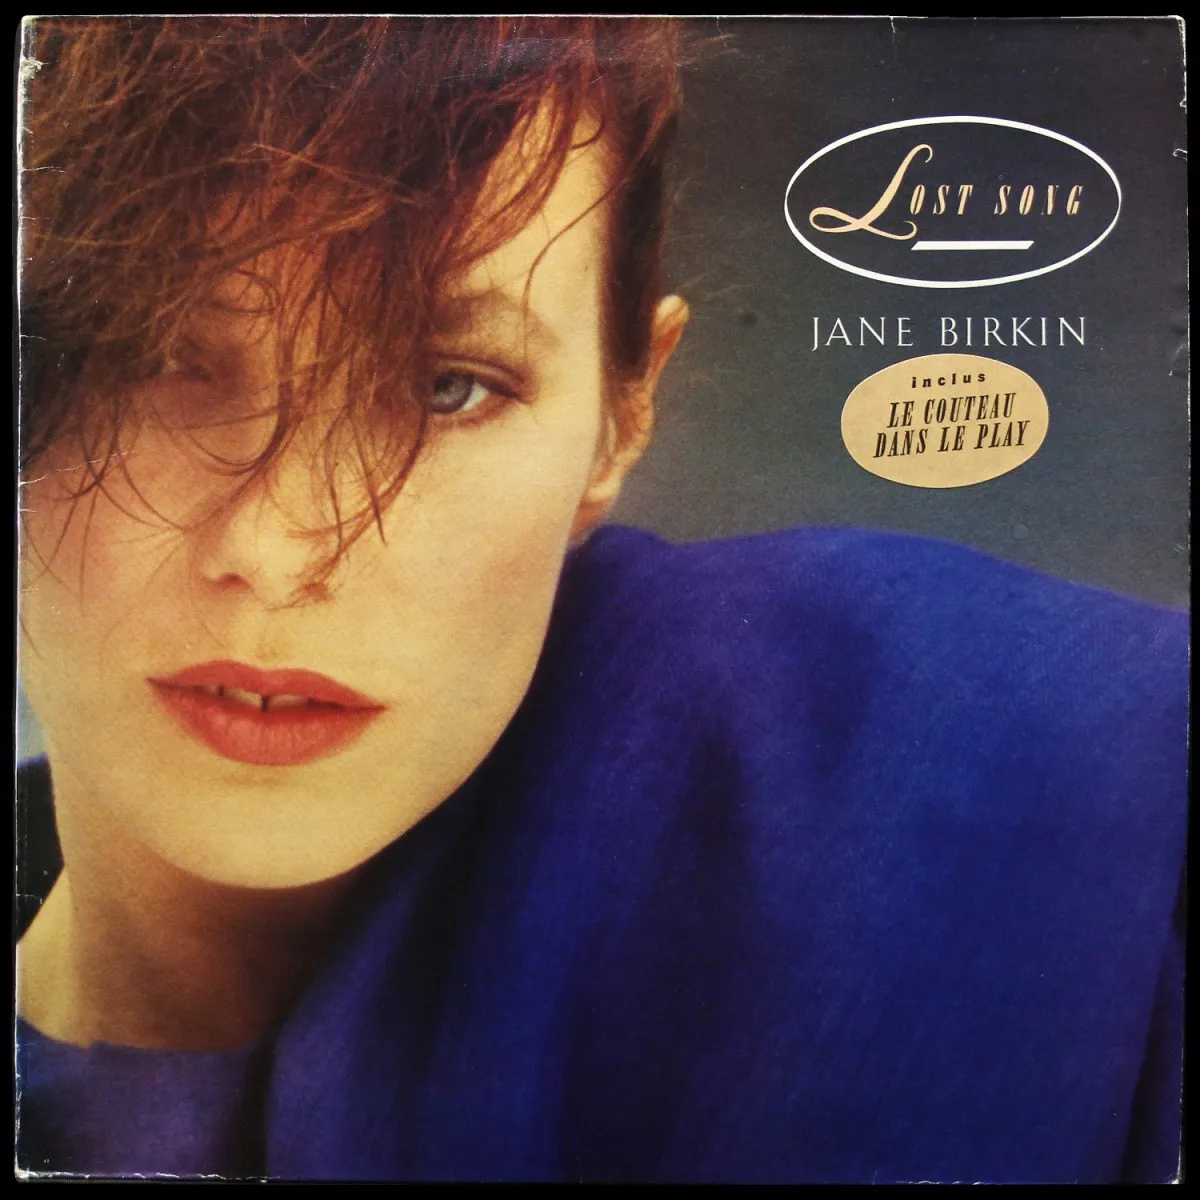 LOST SONG
JANE BIRKIN
inclus
LE COUTEAU
DANS LE PLAY